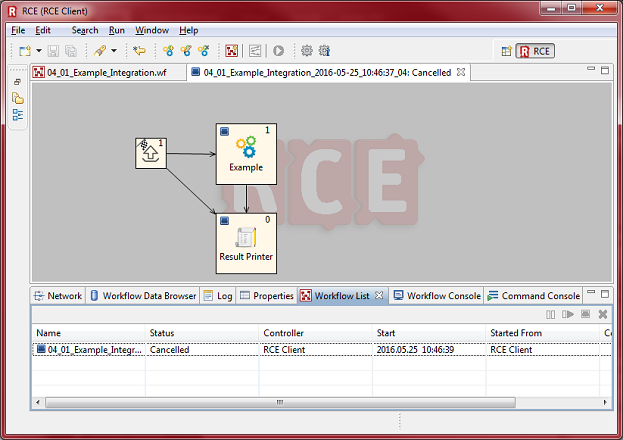 RCE (RCE Client)
File Edit Search Run Window Help
RCE
04_01_Example_Integration.wf 04_01_Example_Integration_2016-05-25_10:46:37_04: Cancelled
1 1
Example
RCE
0
Result Printer
Network Workflow Data Browser Log Properties Workflow List Workflow Console Command Console
Name Status Controller Start Started From Co
04_01_Example_Integr... Cancelled RCE Client 2016.05.25 10:46:39 RCE Client